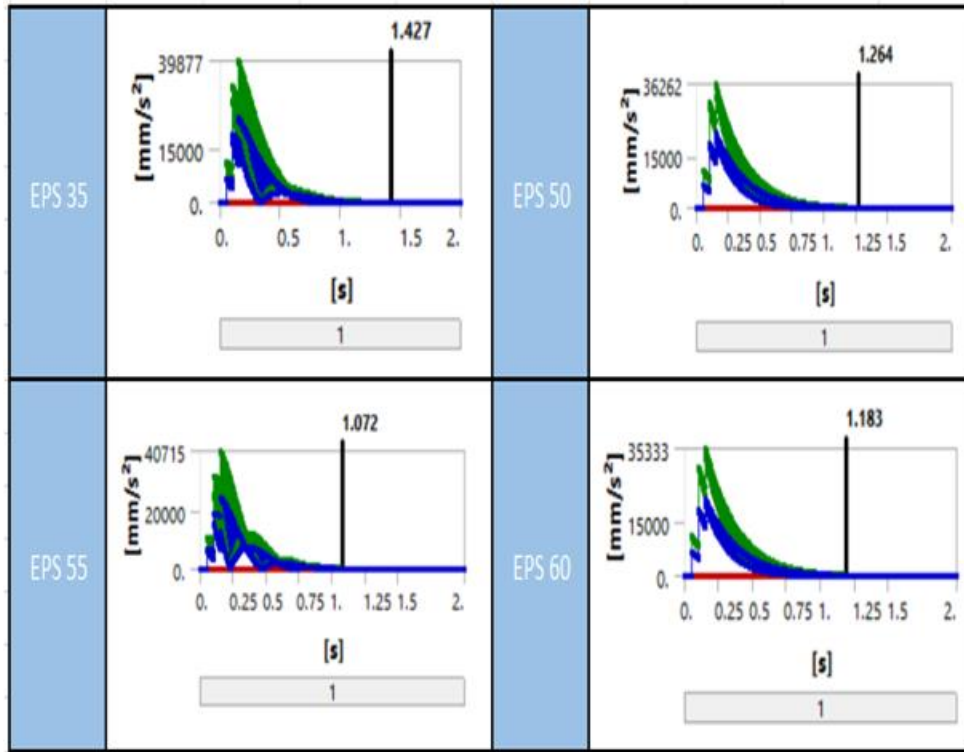 EPS 35
1.427
39877
15000
0.
[mm/s²]
0. 0.5 1. 1.5 2.
[s]
1
EPS 50
1.264
36262
15000
0.
[mm/s²]
0. 0.25 0.5 0.75 1. 1.25 1.5 2.
[s]
1
EPS 55
1.072
40715
20000
0.
[mm/s²]
0. 0.25 0.5 0.75 1. 1.25 1.5 2.
[s]
1
EPS 60
1.183
35333
15000
0.
[mm/s²]
0. 0.25 0.5 0.75 1. 1.25 1.5 2.
[s]
1